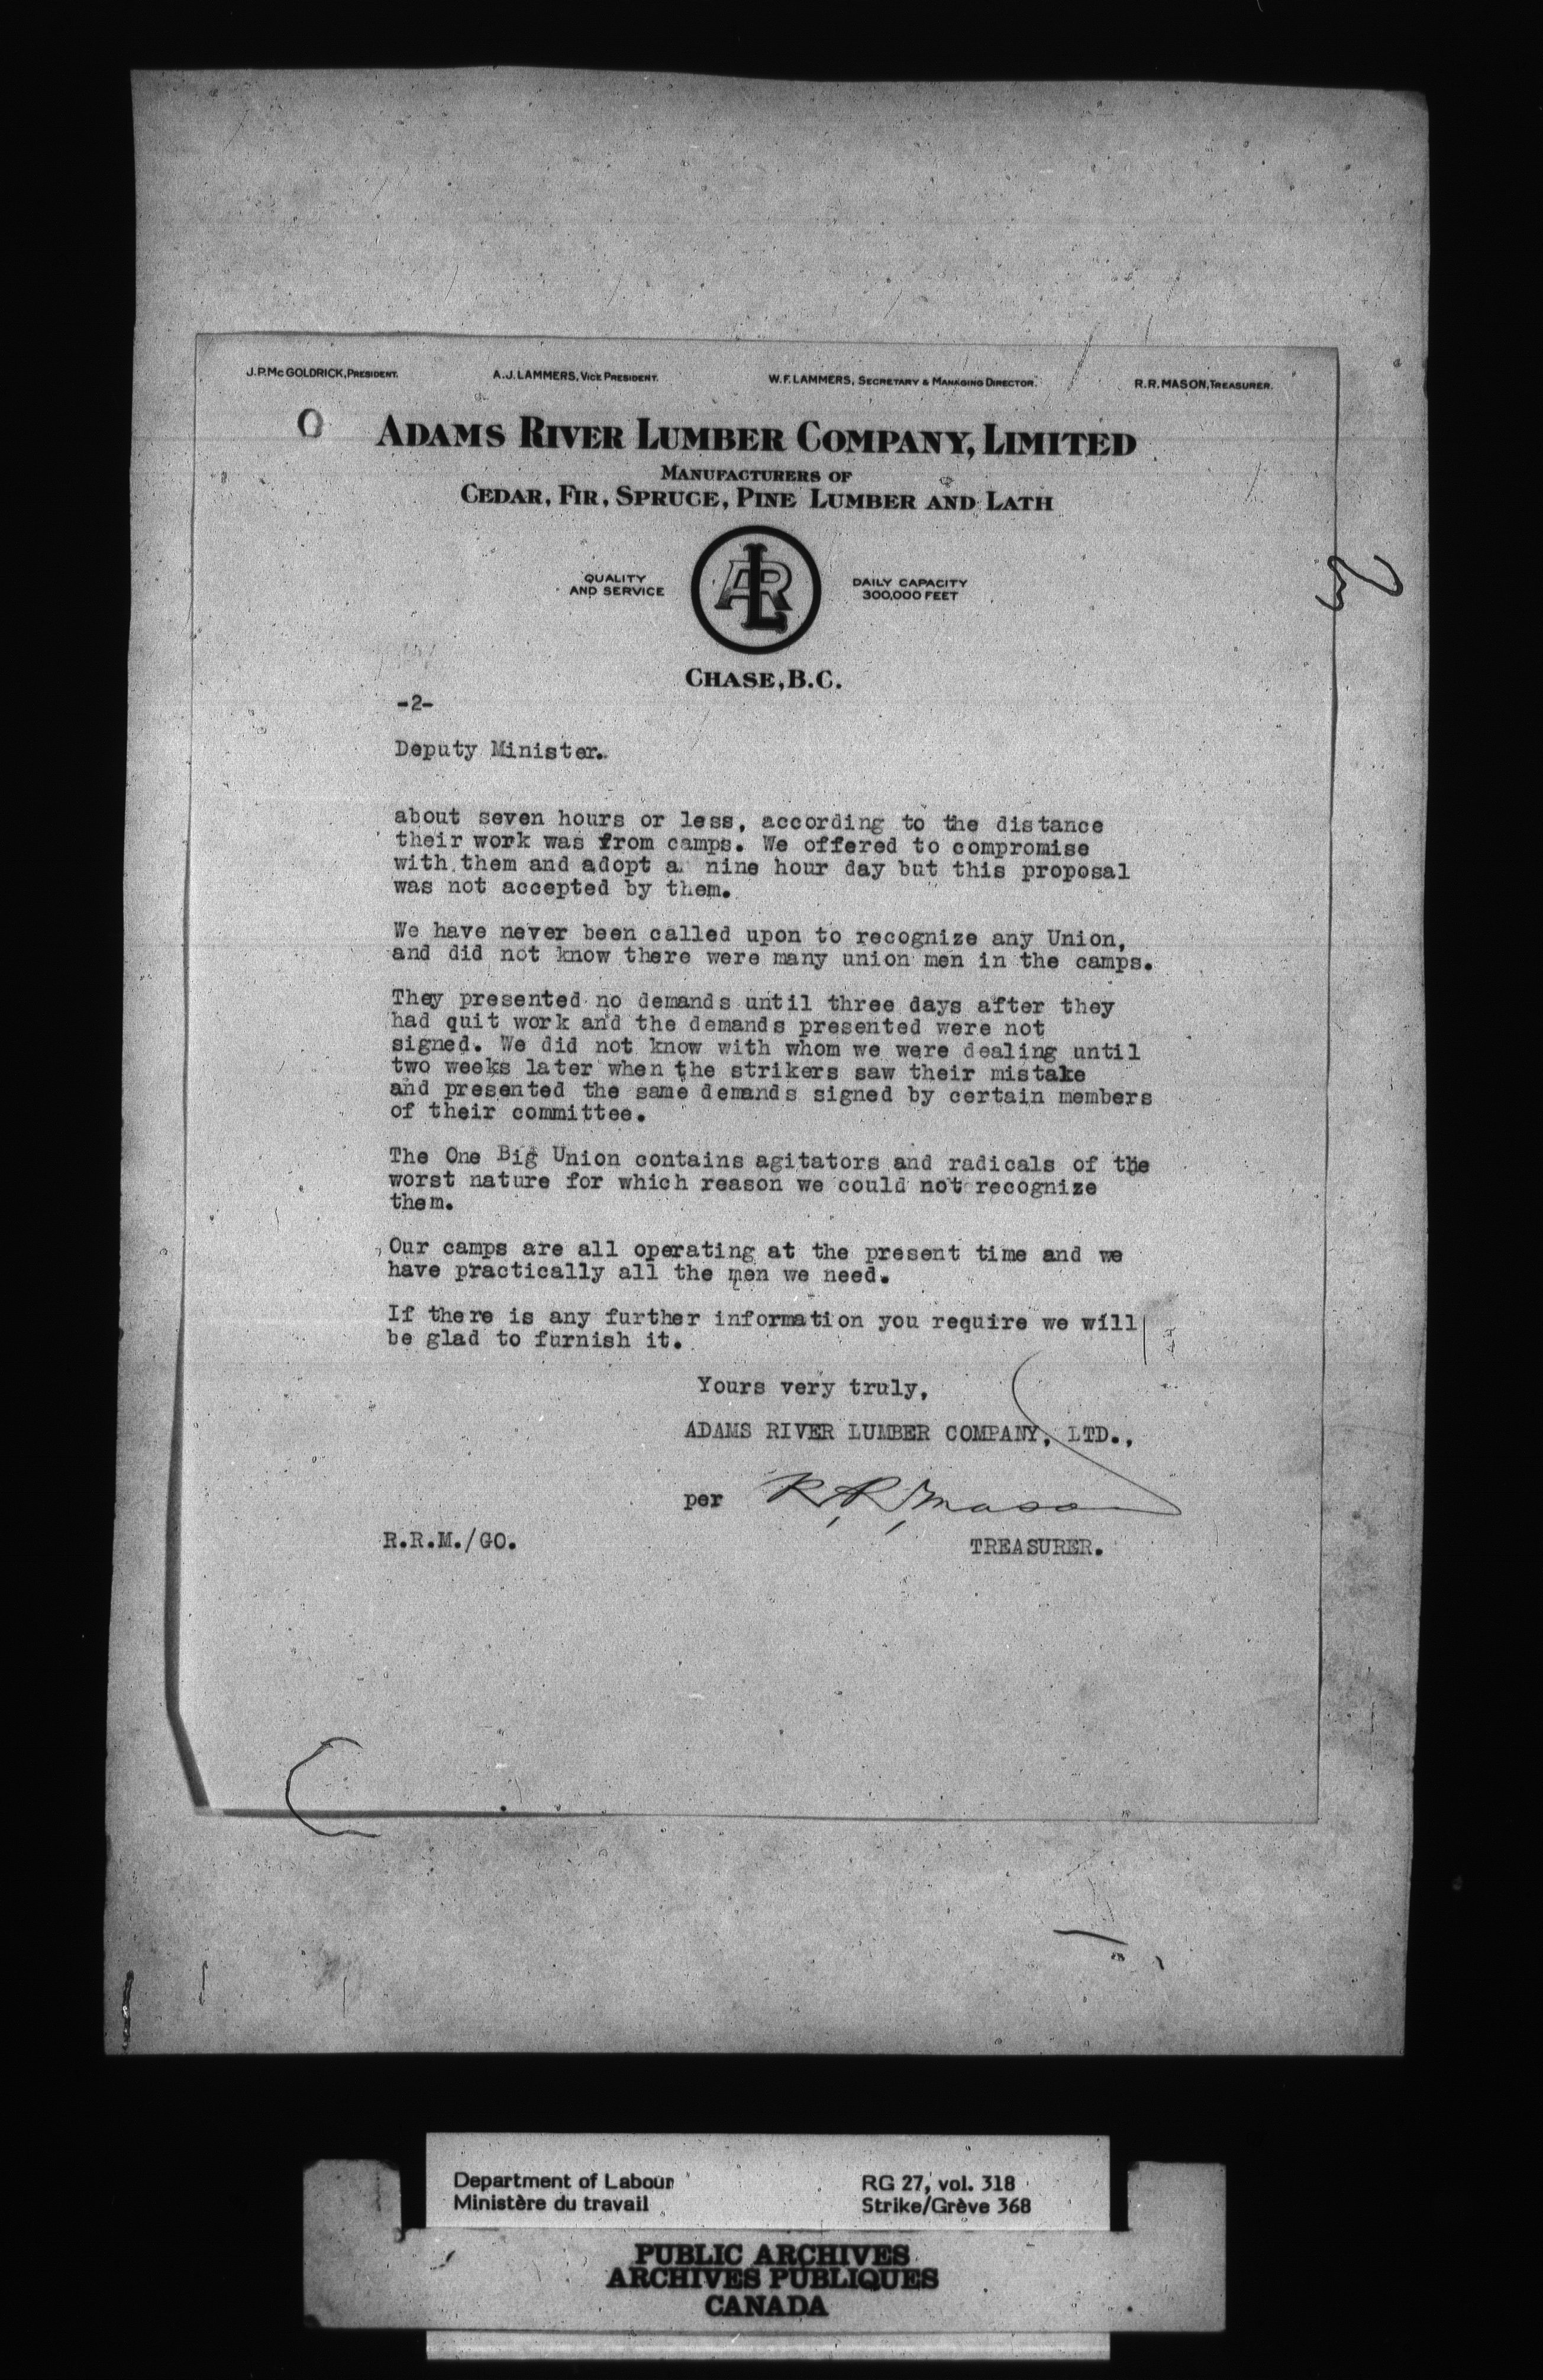 J.P.McGOLDRICK, PRESIDENT.
A.J.LAMMERS, VICE PRESIDENT.
W.F.LAMMERS, SECRETARY & MANAGING DIRECTOR.
R.R.MASON, TREASURER.
ADAMS RIVER LUMBER COMPANY, LIMITED
MANUFACTURERS OF
CEDAR, FIR, SPRUCE, PINE LUMBER AND LATH
QUALITY
AND SERVICE
ARL
DAILY CAPACITY
300,000 FEET
CHASE, B.C.
-2-
Deputy Minister.
about seven hours or less, according to the distance
their work was from camps. We offered to compromise
with them and adopt a nine hour day but this proposal
was not accepted by them.
We have never been called upon to recognize any Union,
and did not know there were many union men in the camps.
They presented no demands until three days after they
had quit work and the demands presented were not
signed. We did not know with whom we were dealing until
two weeks later when the strikers saw their mistake
and presented the same demands signed by certain members
of their committee.
The One Big Union contains agitators and radicals of the
worst nature for which reason we could not recognize
them.
Our camps are all operating at the present time and we
have practically all the men we need.
If there is any further information you require we will
be glad to furnish it.
Yours very truly,
ADAMS RIVER LUMBER COMPANY, LTD.,
per R.R. Mason
R.R.M./GO.
TREASURER.
Department of Labour
Ministère du travail
RG 27, vol. 318
Strike/Grève 368
PUBLIC ARCHIVES
ARCHIVES PUBLIQUES
CANADA